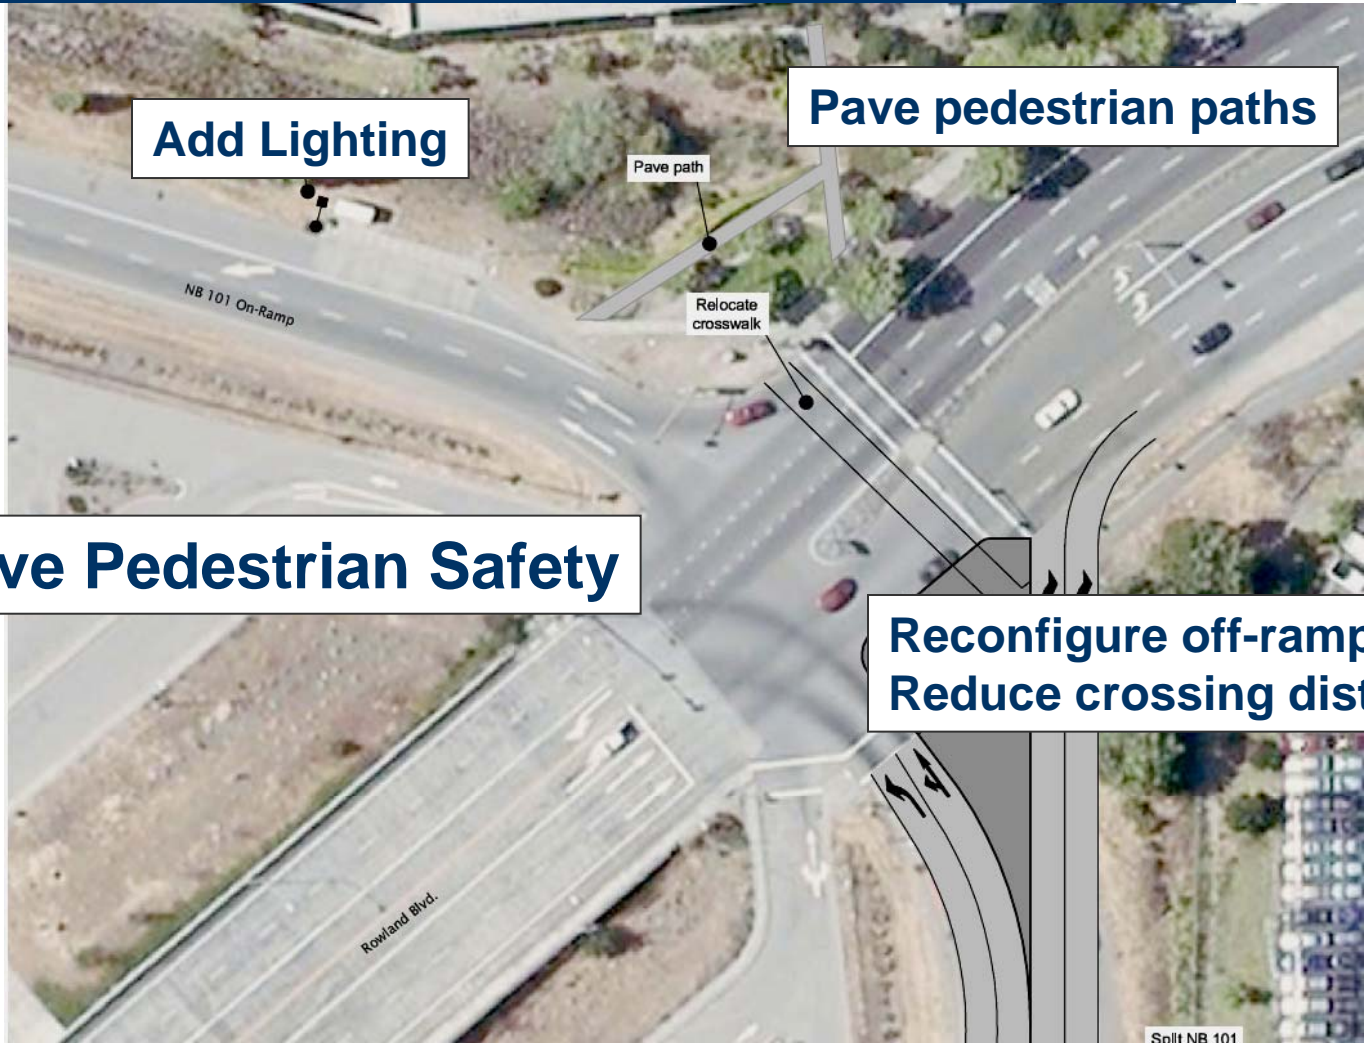 Pave pedestrian paths
Add Lighting
Pave path
NB 101 On-Ramp
Relocate
crosswalk
ve Pedestrian Safety
Reconfigure off-ramp
Reduce crossing dist
Rowland Blvd.
Split NB 101